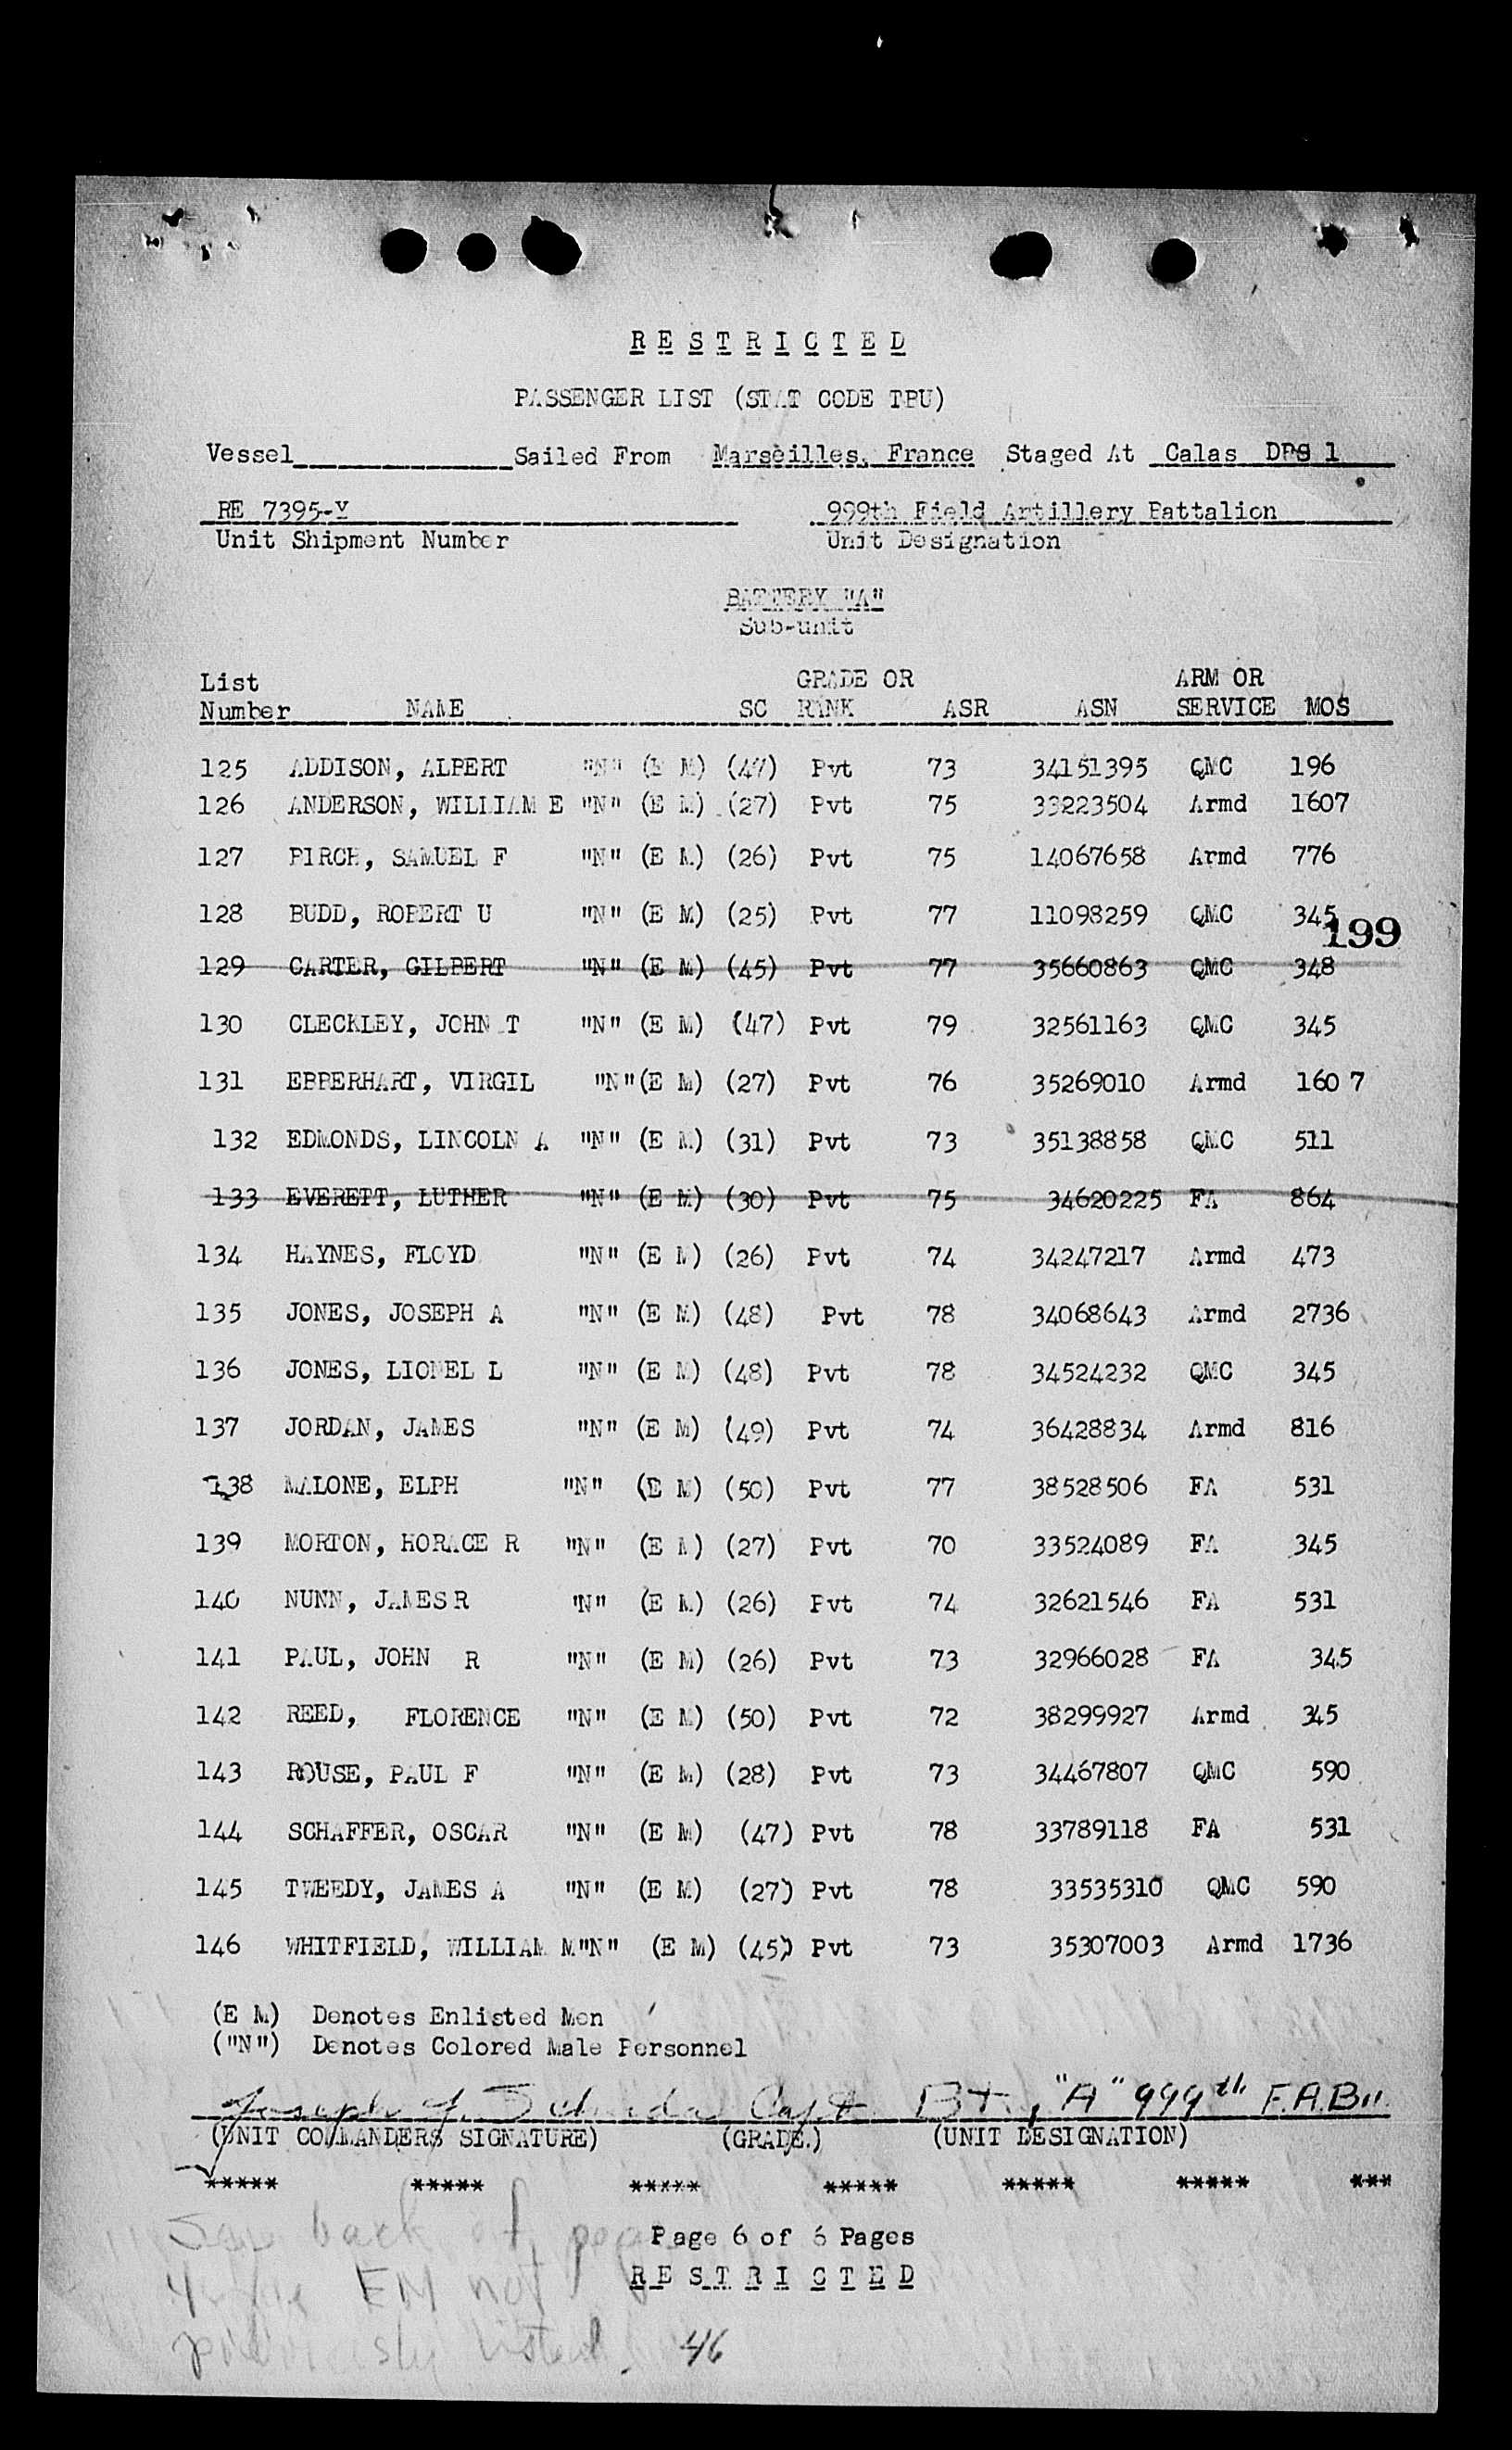 RESTRICTED
PASSENGER LIST (STAT CODE TPU)
Vessel Sailed From Marseilles, France Staged At Calas DPS 1
RE 7395-Y 999th Field Artillery Battalion
Unit Shipment Number Unit Designation
BATTERY "A"
Sub-unit
List GRADE OR ARM OR
Number NAME SC RANK ASR ASN SERVICE MOS
125 ADDISON, ALBERT "N" (E M) (47) Pvt 73 34151395 QMC 196
126 ANDERSON, WILLIAM E "N" (E M) (27) Pvt 75 33223504 Armd 1607
127 BIRCH, SAMUEL F "N" (E M) (26) Pvt 75 14067658 Armd 776
128 BUDD, ROBERT U "N" (E M) (25) Pvt 77 11098259 QMC 345
199
129 CARTER, GILBERT "N" (E M) (45) Pvt 77 35660863 QMC 348
130 CLECKLEY, JOHN T "N" (E M) (47) Pvt 79 32561163 QMC 345
131 EBBERHART, VIRGIL "N" (E M) (27) Pvt 76 35269010 Armd 160 7
132 EDMONDS, LINCOLN A "N" (E M) (31) Pvt 73 35138858 QMC 511
133 EVERETT, LUTHER "N" (E M) (30) Pvt 75 34620225 FA 864
134 HAYNES, FLOYD "N" (E M) (26) Pvt 74 34247217 Armd 473
135 JONES, JOSEPH A "N" (E M) (48) Pvt 78 34068643 Armd 2736
136 JONES, LIONEL L "N" (E M) (48) Pvt 78 34524232 QMC 345
137 JORDAN, JAMES "N" (E M) (49) Pvt 74 36428834 Armd 816
138 MALONE, ELPH "N" (E M) (50) Pvt 77 38528506 FA 531
139 MORTON, HORACE R "N" (E M) (27) Pvt 70 33524089 FA 345
140 NUNN, JAMES R "N" (E M) (26) Pvt 74 32621546 FA 531
141 PAUL, JOHN R "N" (E M) (26) Pvt 73 32966028 FA 345
142 REED, FLORENCE "N" (E M) (50) Pvt 72 38299927 Armd 345
143 ROUSE, PAUL F "N" (E M) (28) Pvt 73 34467807 QMC 590
144 SCHAFFER, OSCAR "N" (E M) (47) Pvt 78 33789118 FA 531
145 TWEEDY, JAMES A "N" (E M) (27) Pvt 78 33535310 QMC 590
146 WHITFIELD, WILLIAM M "N" (E M) (45) Pvt 73 35307003 Armd 1736
(E M) Denotes Enlisted Men
("N") Denotes Colored Male Personnel
Joseph J. Capt Bt, "A" 999th F.A.Bn
(UNIT COMMANDERS SIGNATURE) (GRADE.) (UNIT DESIGNATION)
***** ***** ***** ***** ***** ***** ***
See back of page
Page 6 of 6 Pages
4 EM not
RESTRICTED
previously listed.
46